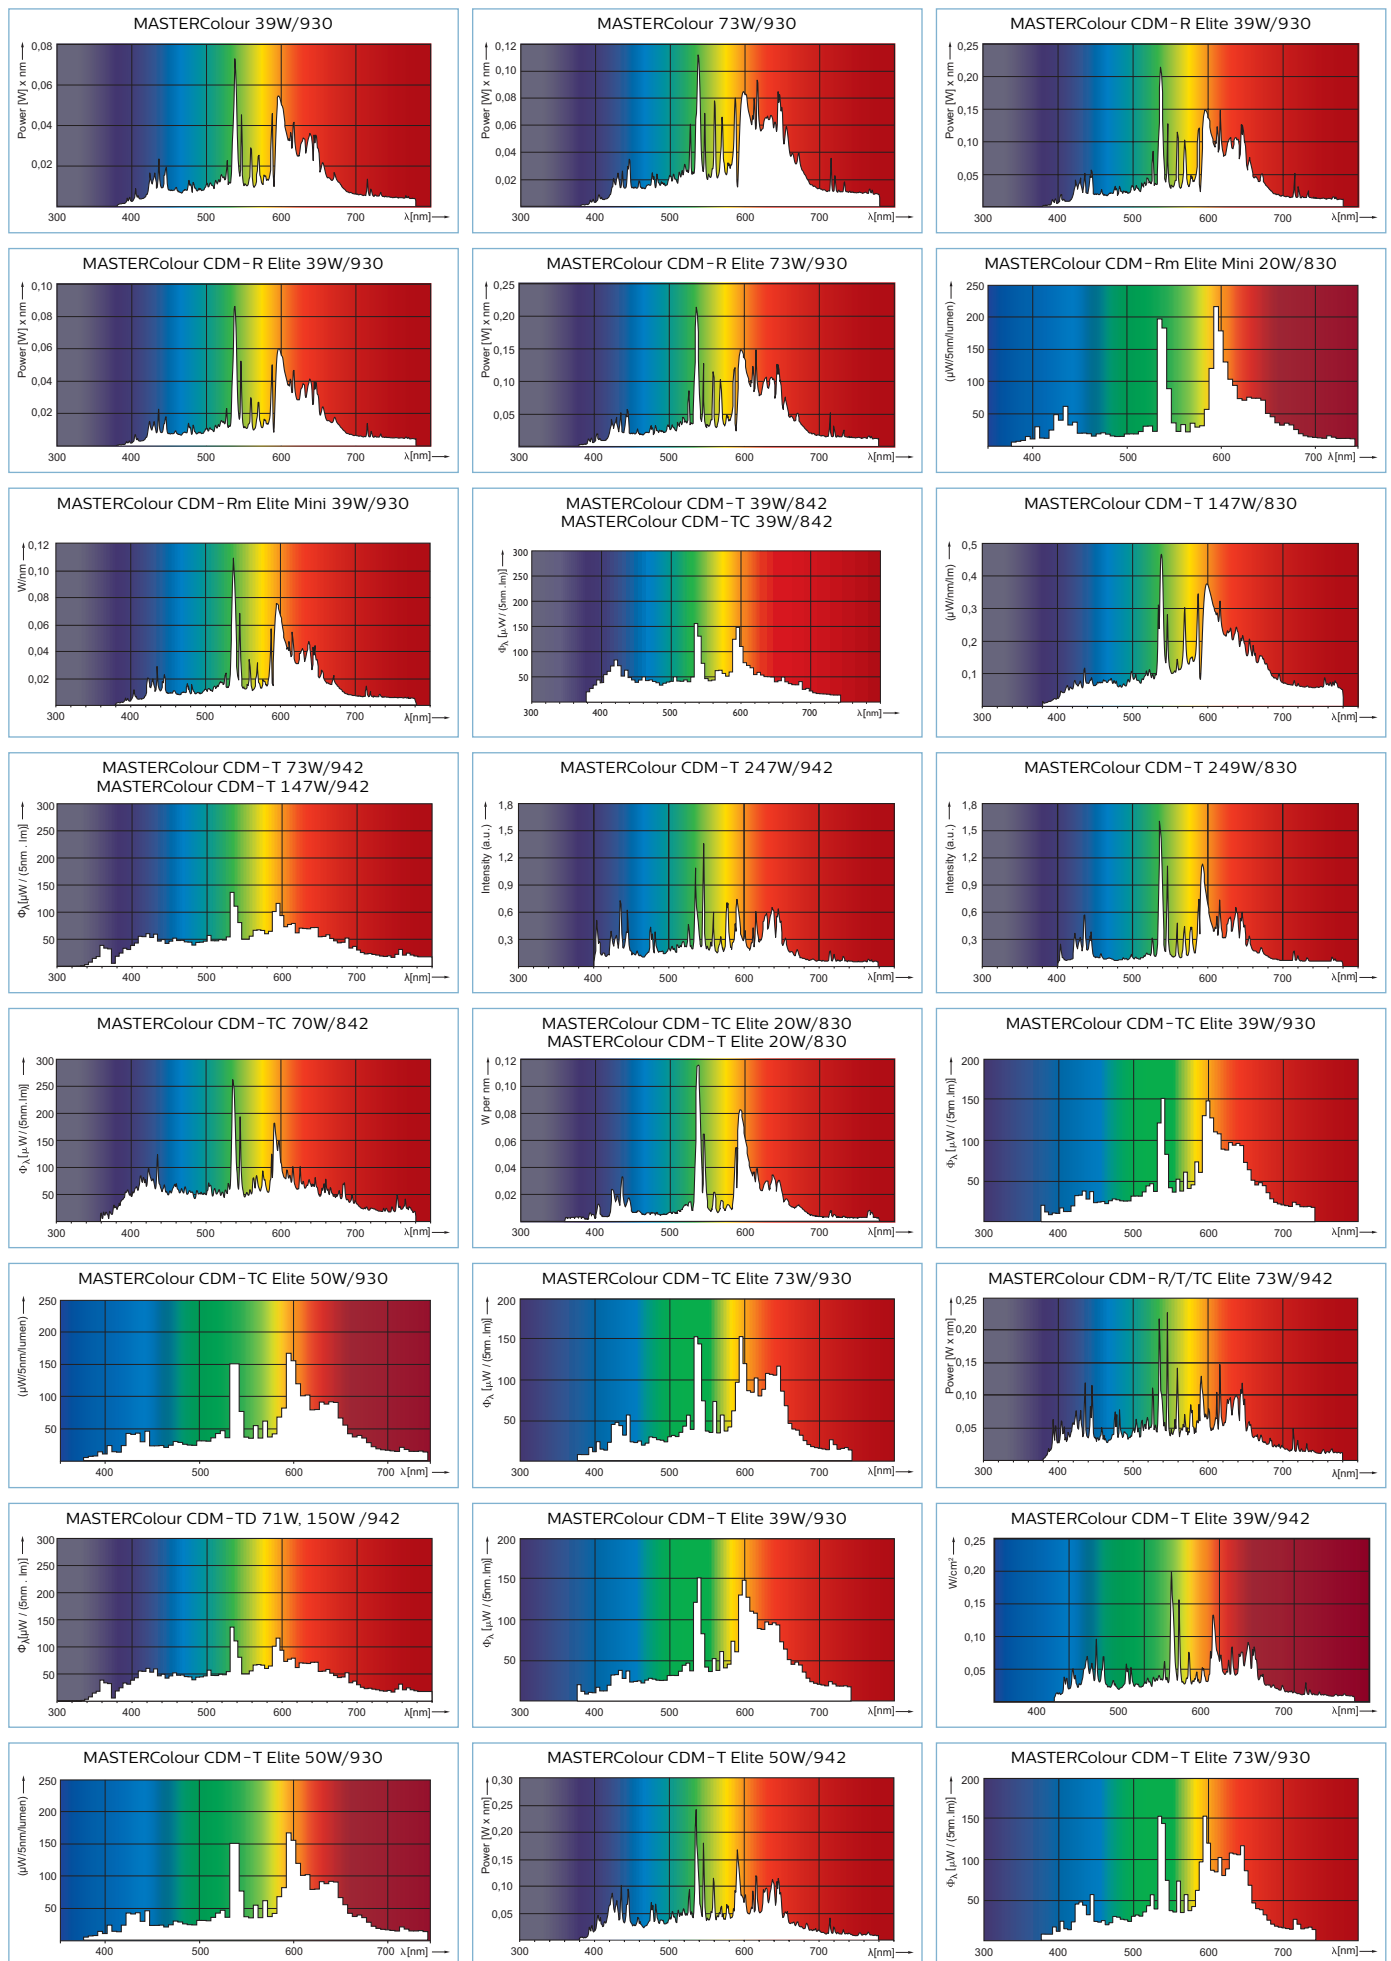 MASTERColour 39W/930
Power [W] x nm
0,08
0,06
0,04
0,02
300 400 500 600 700 λ[nm]
MASTERColour 73W/930
Power [W] x nm
0,12
0,10
0,08
0,06
0,04
0,02
300 400 500 600 700 λ[nm]
MASTERColour CDM-R Elite 39W/930
Power [W] x nm
0,25
0,20
0,15
0,10
0,05
300 400 500 600 700 λ[nm]
MASTERColour CDM-R Elite 39W/930
Power [W] x nm
0,10
0,08
0,06
0,04
0,02
300 400 500 600 700 λ[nm]
MASTERColour CDM-R Elite 73W/930
Power [W] x nm
0,25
0,20
0,15
0,10
0,05
300 400 500 600 700 λ[nm]
MASTERColour CDM-Rm Elite Mini 20W/830
(µW/5nm/lumen)
250
200
150
100
50
400 500 600 700 λ[nm]
MASTERColour CDM-Rm Elite Mini 39W/930
W/nm
0,12
0,10
0,08
0,06
0,04
0,02
300 400 500 600 700 λ[nm]
MASTERColour CDM-T 39W/842
MASTERColour CDM-TC 39W/842
Φλ [µW / (5nm .lm)]
300
250
200
150
100
50
300 400 500 600 700 λ[nm]
MASTERColour CDM-T 147W/830
(µW/nm/lm)
0,5
0,4
0,3
0,2
0,1
300 400 500 600 700 λ[nm]
MASTERColour CDM-T 73W/942
MASTERColour CDM-T 147W/942
Φλ[µW / (5nm .lm)]
300
250
200
150
100
50
300 400 500 600 700 λ[nm]
MASTERColour CDM-T 247W/942
Intensity (a.u.)
1,8
1,5
1,2
0,9
0,6
0,3
300 400 500 600 700 λ[nm]
MASTERColour CDM-T 249W/830
Intensity (a.u.)
1,8
1,5
1,2
0,9
0,6
0,3
300 400 500 600 700 λ[nm]
MASTERColour CDM-TC 70W/842
Φλ [µW / (5nm.lm)]
300
250
200
150
100
50
300 400 500 600 700 λ[nm]
MASTERColour CDM-TC Elite 20W/830
MASTERColour CDM-T Elite 20W/830
W per nm
0,12
0,08
0,06
0,04
0,02
300 400 500 600 700 λ[nm]
MASTERColour CDM-TC Elite 39W/930
Φλ [µW / (5nm .lm)]
200
150
100
50
300 400 500 600 700 λ[nm]
MASTERColour CDM-TC Elite 50W/930
(µW/5nm/lumen)
250
200
150
100
50
400 500 600 700 λ[nm]
MASTERColour CDM-TC Elite 73W/930
Φλ [µW / (5nm .lm)]
200
150
100
50
300 400 500 600 700 λ[nm]
MASTERColour CDM-R/T/TC Elite 73W/942
Power [W x nm]
0,25
0,20
0,15
0,10
0,05
300 400 500 600 700 λ[nm]
MASTERColour CDM-TD 71W, 150W /942
Φλ[µW / (5nm .lm)]
300
250
200
150
100
50
300 400 500 600 700 λ[nm]
MASTERColour CDM-T Elite 39W/930
Φλ [µW / (5nm .lm)]
200
150
100
50
300 400 500 600 700 λ[nm]
MASTERColour CDM-T Elite 39W/942
W/cm²
0,25
0,20
0,15
0,10
0,05
400 500 600 700 λ[nm]
MASTERColour CDM-T Elite 50W/930
(µW/5nm/lumen)
250
200
150
100
50
400 500 600 700 λ[nm]
MASTERColour CDM-T Elite 50W/942
Power [W x nm]
0,30
0,25
0,20
0,15
0,10
0,05
300 400 500 600 700 λ[nm]
MASTERColour CDM-T Elite 73W/930
Φλ [µW / (5nm.lm)]
200
150
100
50
300 400 500 600 700 λ[nm]